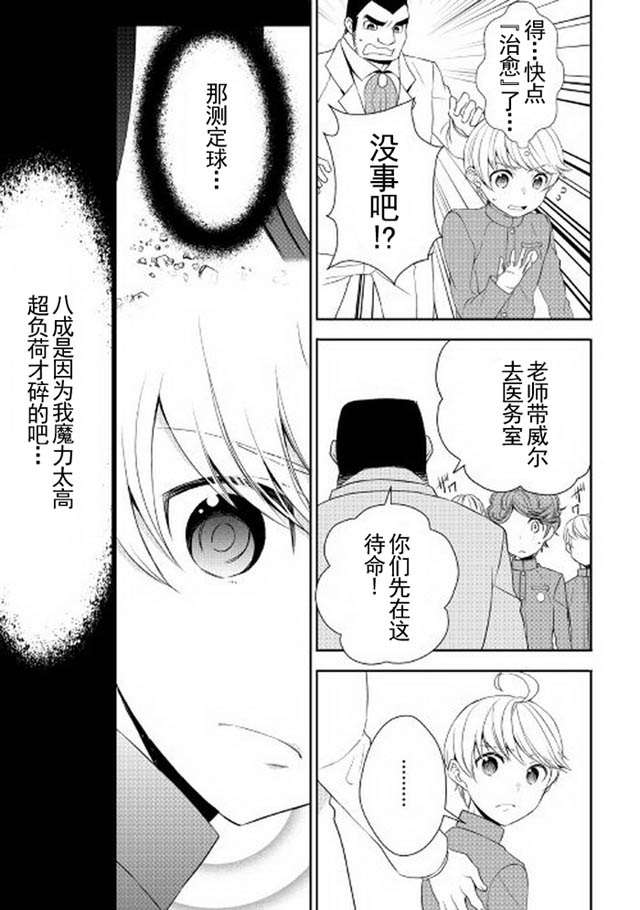 得…快点
『治愈』了…
没事吧!?
老师带威尔
去医务室
你们先在这
待命！
………
那测定球
…
八成是因为我魔力太高
超负荷才碎的吧…